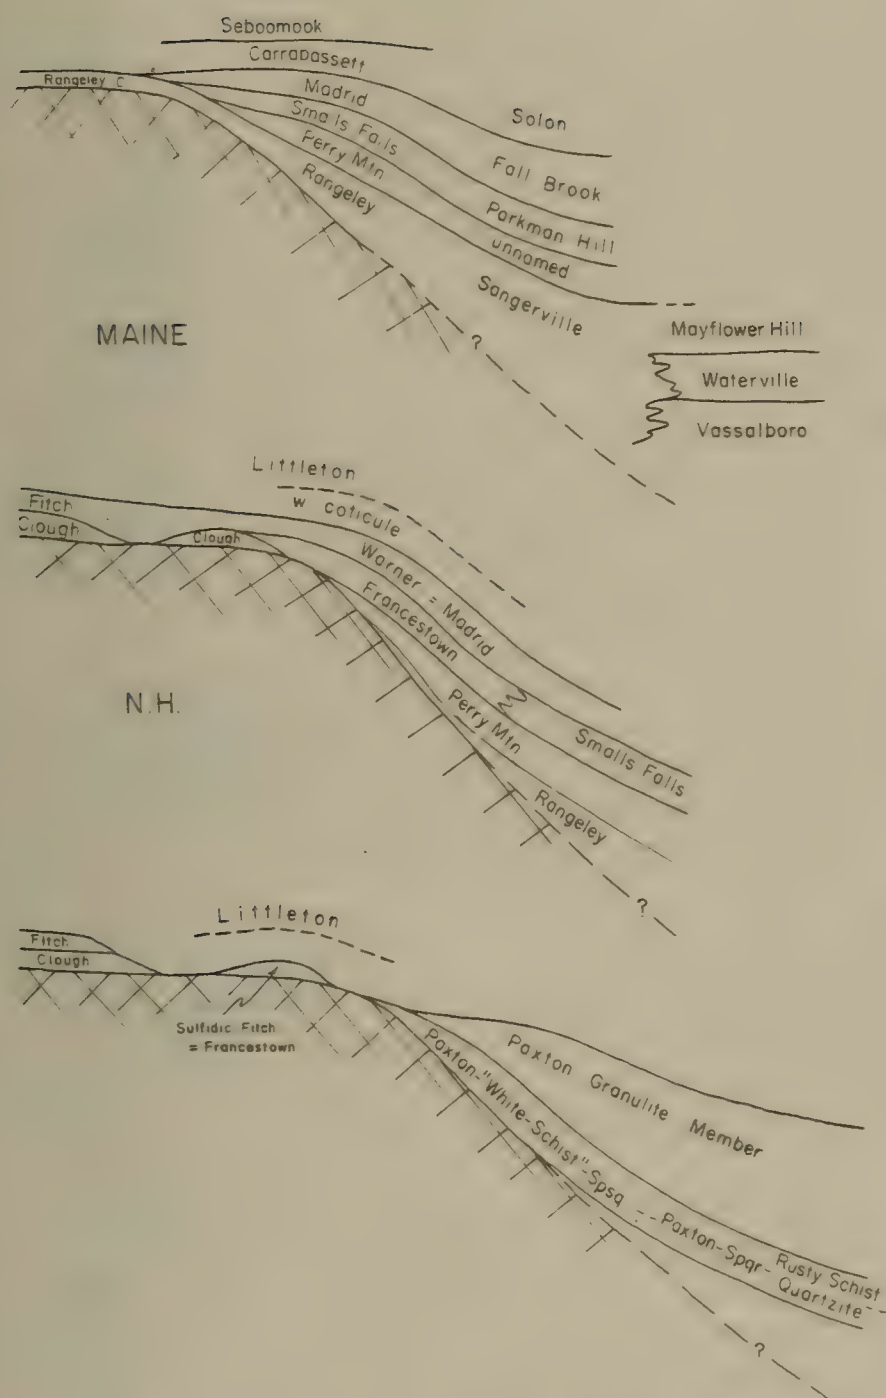 Seboomook
Carrabassett
Rangeley C
Madrid
Solon
Smalls Falls
Fall Brook
Perry Mtn
Rangeley
Parkman Hill
unnamed
Sangerville
MAINE
?
Mayflower Hill
Waterville
Vassalboro
Littleton
w coticule
Fitch
Clough
Clough
Warner = Madrid
Francestown
N.H.
Perry Mtn
Smalls Falls
Rangeley
?
Littleton
Fitch
Clough
Sulfidic Fitch
= Francestown
Paxton Granulite Member
Paxton-"White-Schist"-Spsq -- Paxton-Spqr-
Rusty Schist
Quartzite--
?